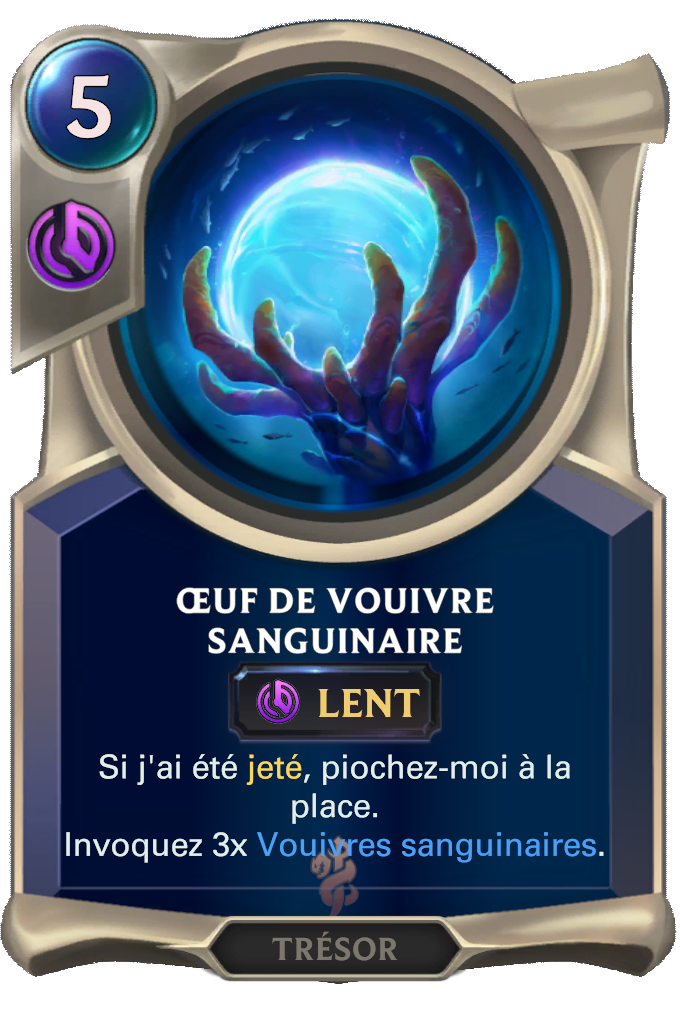 5
ŒUF DE VOUIVRE
SANGUINAIRE
LENT
Si j'ai été jeté, piochez-moi à la
place.
Invoquez 3x Vouivres sanguinaires.
TRÉSOR